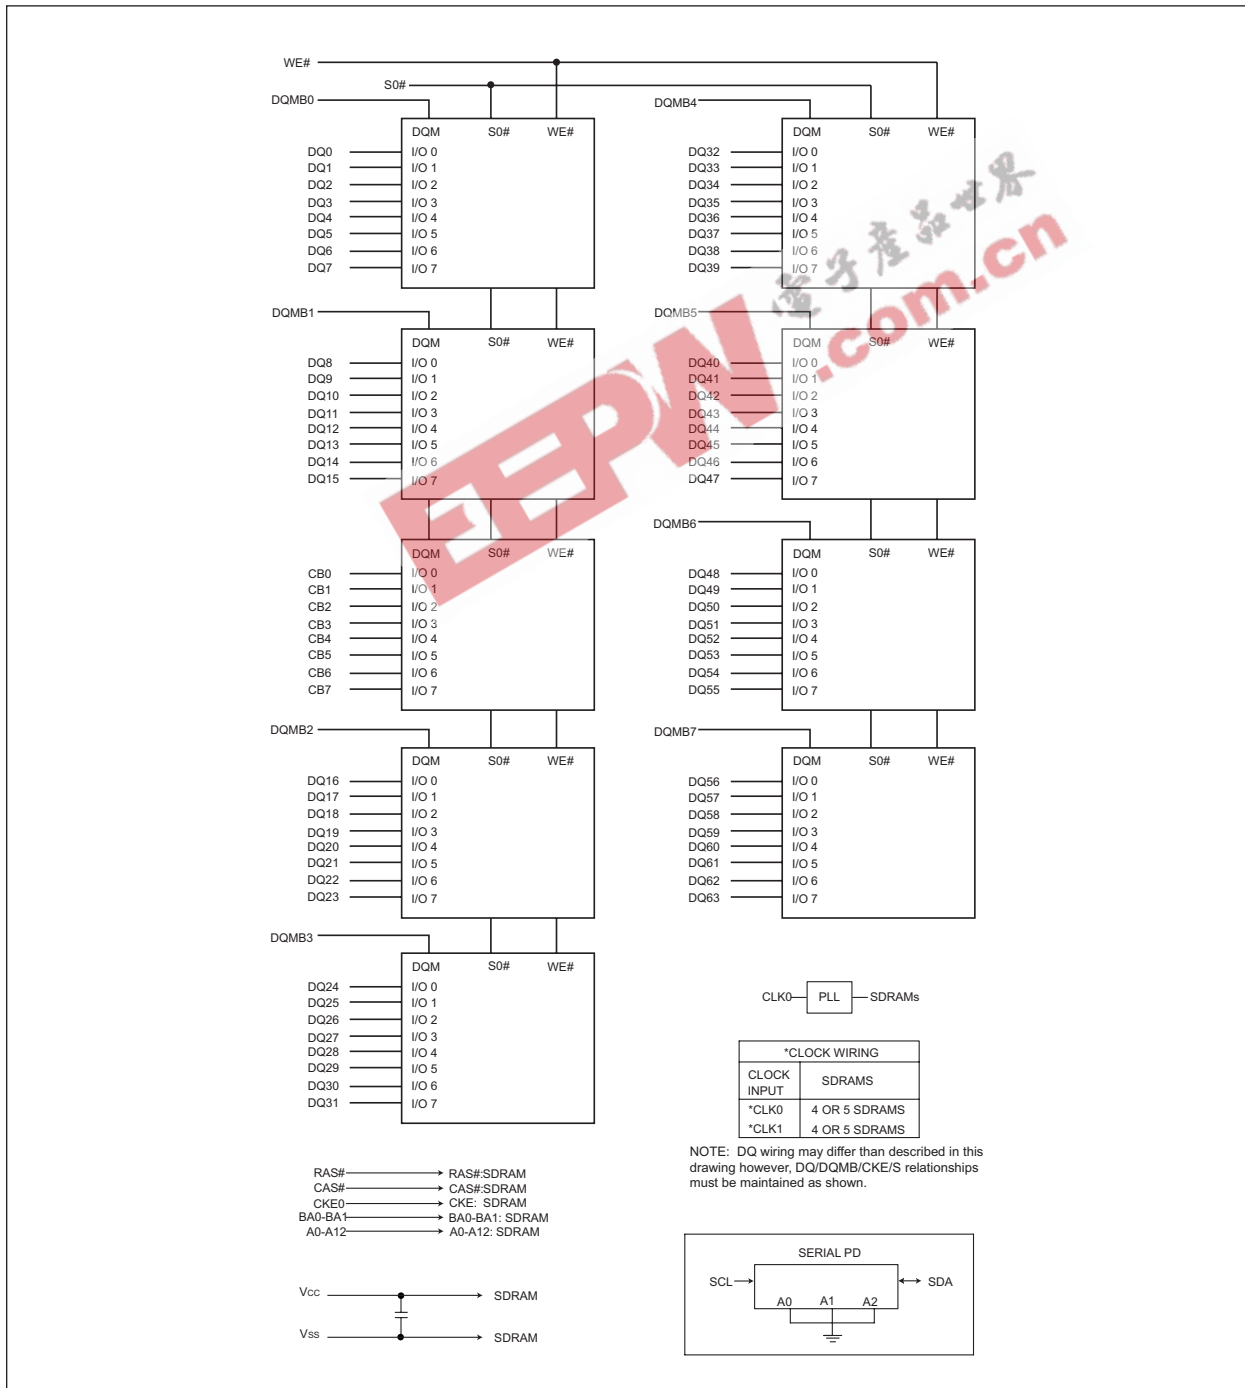 WE#
S0#
DQMB0
DQM S0# WE#
DQ0 I/O 0
DQ1 I/O 1
DQ2 I/O 2
DQ3 I/O 3
DQ4 I/O 4
DQ5 I/O 5
DQ6 I/O 6
DQ7 I/O 7
DQMB1
DQM S0# WE#
DQ8 I/O 0
DQ9 I/O 1
DQ10 I/O 2
DQ11 I/O 3
DQ12 I/O 4
DQ13 I/O 5
DQ14 I/O 6
DQ15 I/O 7
DQM S0# WE#
CB0 I/O 0
CB1 I/O 1
CB2 I/O 2
CB3 I/O 3
CB4 I/O 4
CB5 I/O 5
CB6 I/O 6
CB7 I/O 7
DQMB2
DQM S0# WE#
DQ16 I/O 0
DQ17 I/O 1
DQ18 I/O 2
DQ19 I/O 3
DQ20 I/O 4
DQ21 I/O 5
DQ22 I/O 6
DQ23 I/O 7
DQMB3
DQM S0# WE#
DQ24 I/O 0
DQ25 I/O 1
DQ26 I/O 2
DQ27 I/O 3
DQ28 I/O 4
DQ29 I/O 5
DQ30 I/O 6
DQ31 I/O 7
DQMB4
DQM S0# WE#
DQ32 I/O 0
DQ33 I/O 1
DQ34 I/O 2
DQ35 I/O 3
DQ36 I/O 4
DQ37 I/O 5
DQ38 I/O 6
DQ39 I/O 7
DQMB5
DQM S0# WE#
DQ40 I/O 0
DQ41 I/O 1
DQ42 I/O 2
DQ43 I/O 3
DQ44 I/O 4
DQ45 I/O 5
DQ46 I/O 6
DQ47 I/O 7
DQMB6
DQM S0# WE#
DQ48 I/O 0
DQ49 I/O 1
DQ50 I/O 2
DQ51 I/O 3
DQ52 I/O 4
DQ53 I/O 5
DQ54 I/O 6
DQ55 I/O 7
DQMB7
DQM S0# WE#
DQ56 I/O 0
DQ57 I/O 1
DQ58 I/O 2
DQ59 I/O 3
DQ60 I/O 4
DQ61 I/O 5
DQ62 I/O 6
DQ63 I/O 7
EEPW.com.cn
電子産品世界
CLK0 PLL SDRAMs
*CLOCK WIRING
CLOCK INPUT SDRAMS
*CLK0 4 OR 5 SDRAMS
*CLK1 4 OR 5 SDRAMS
NOTE: DQ wiring may differ than described in this
drawing however, DQ/DQMB/CKE/S relationships
must be maintained as shown.
RAS# RAS#:SDRAM
CAS# CAS#:SDRAM
CKE0 CKE: SDRAM
BA0-BA1 BA0-BA1: SDRAM
A0-A12 A0-A12: SDRAM
Vcc SDRAM
Vss SDRAM
SERIAL PD
SCL SDA
A0 A1 A2